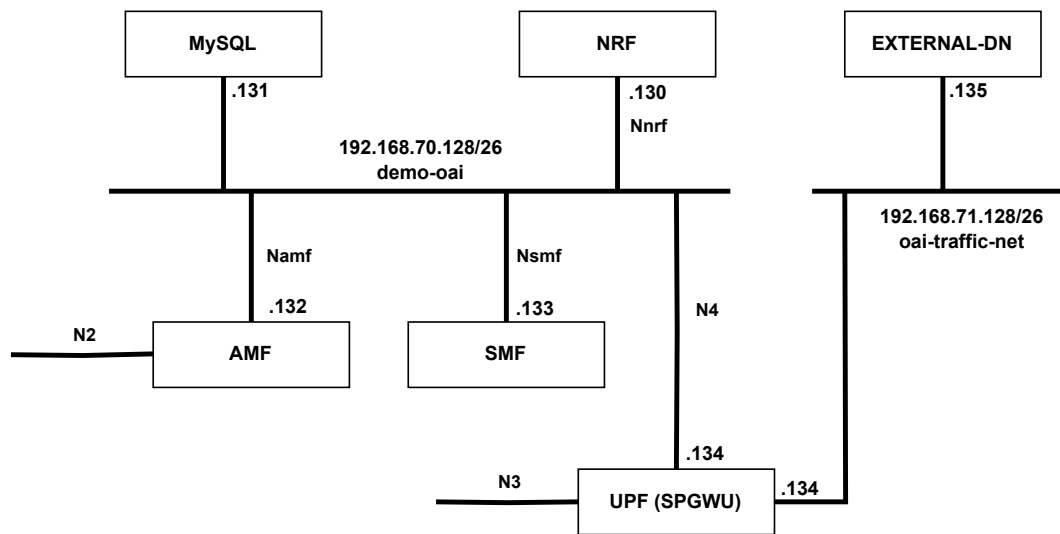 MySQL
NRF
EXTERNAL-DN
.131
.130
.135
Nnrf
192.168.70.128/26
demo-oai
192.168.71.128/26
oai-traffic-net
Namf
Nsmf
.132
.133
N4
N2
AMF
SMF
.134
N3
.134
UPF (SPGWU)